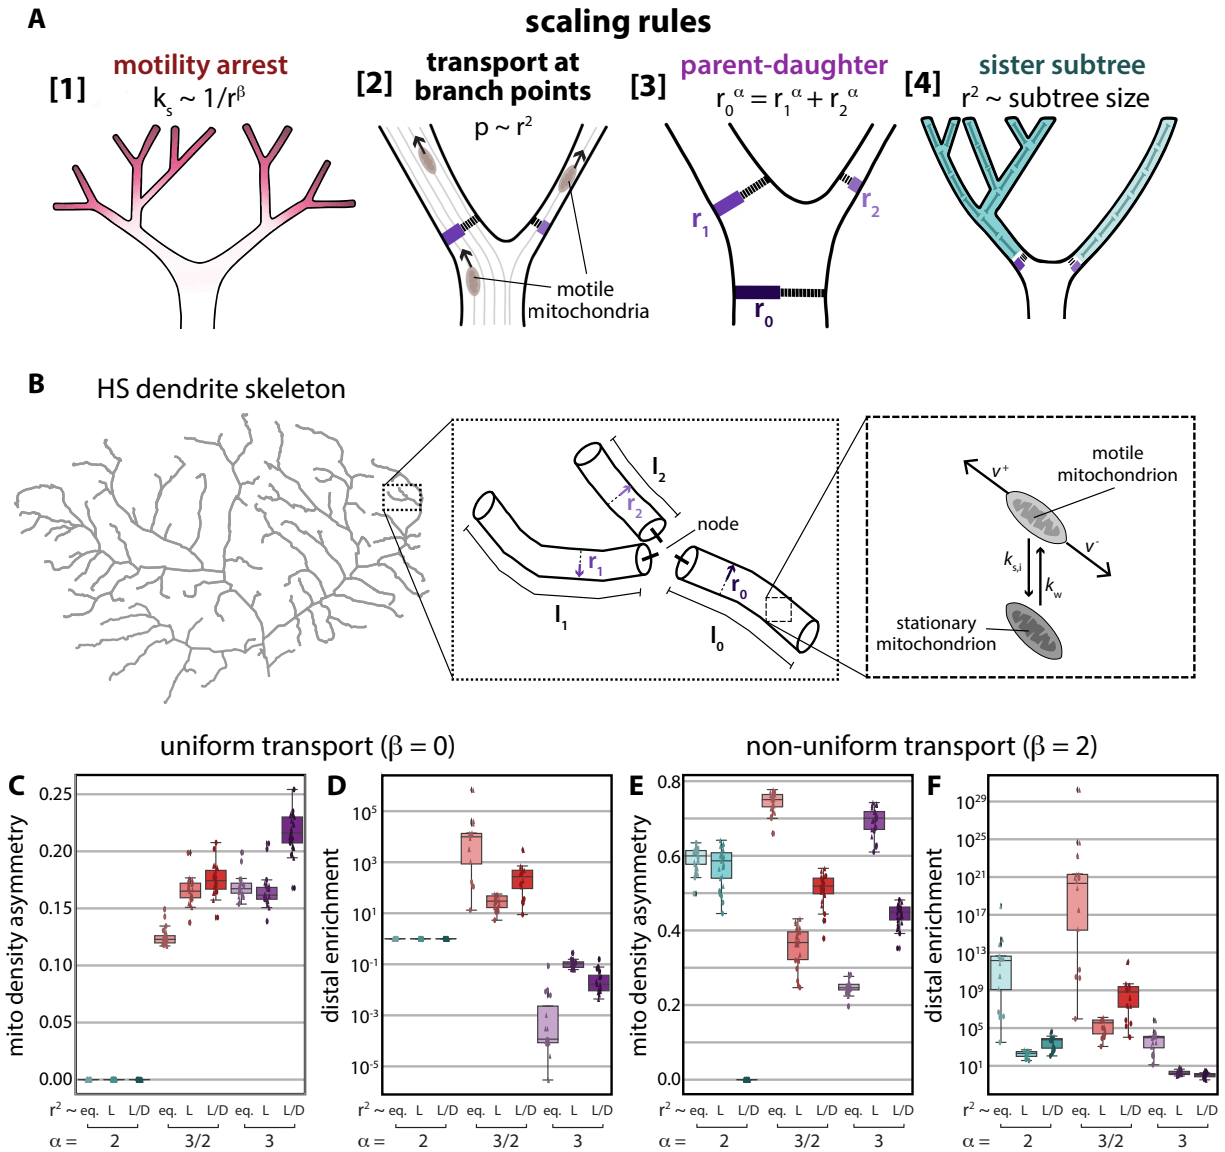 A
scaling rules
[1]
motility arrest
kₛ ~ 1/rᵝ
[2]
transport at
branch points
p ~ r²
motile
mitochondria
[3]
parent-daughter
r₀ᵅ = r₁ᵅ + r₂ᵅ
r₁
r₂
r₀
[4]
sister subtree
r² ~ subtree size
B
HS dendrite skeleton
l₂
r₂
node
r₁
r₀
l₁
l₀
motile
mitochondrion
v⁺
v⁻
kₛ,ᵢ
k_w
stationary
mitochondrion
uniform transport (β = 0)
non-uniform transport (β = 2)
C
mito density asymmetry
0.25
0.20
0.15
0.10
0.05
0.00
r² ~ eq. L L/D eq. L L/D eq. L L/D
α = 2 3/2 3
D
distal enrichment
10⁵
10³
10¹
10⁻¹
10⁻³
10⁻⁵
eq. L L/D eq. L L/D eq. L L/D
2 3/2 3
E
mito density asymmetry
0.8
0.6
0.4
0.2
0.0
r² ~ eq. L L/D eq. L L/D eq. L L/D
α = 2 3/2 3
F
distal enrichment
10²⁹
10²⁵
10²¹
10¹⁷
10¹³
10⁹
10⁵
10¹
eq. L L/D eq. L L/D eq. L L/D
2 3/2 3